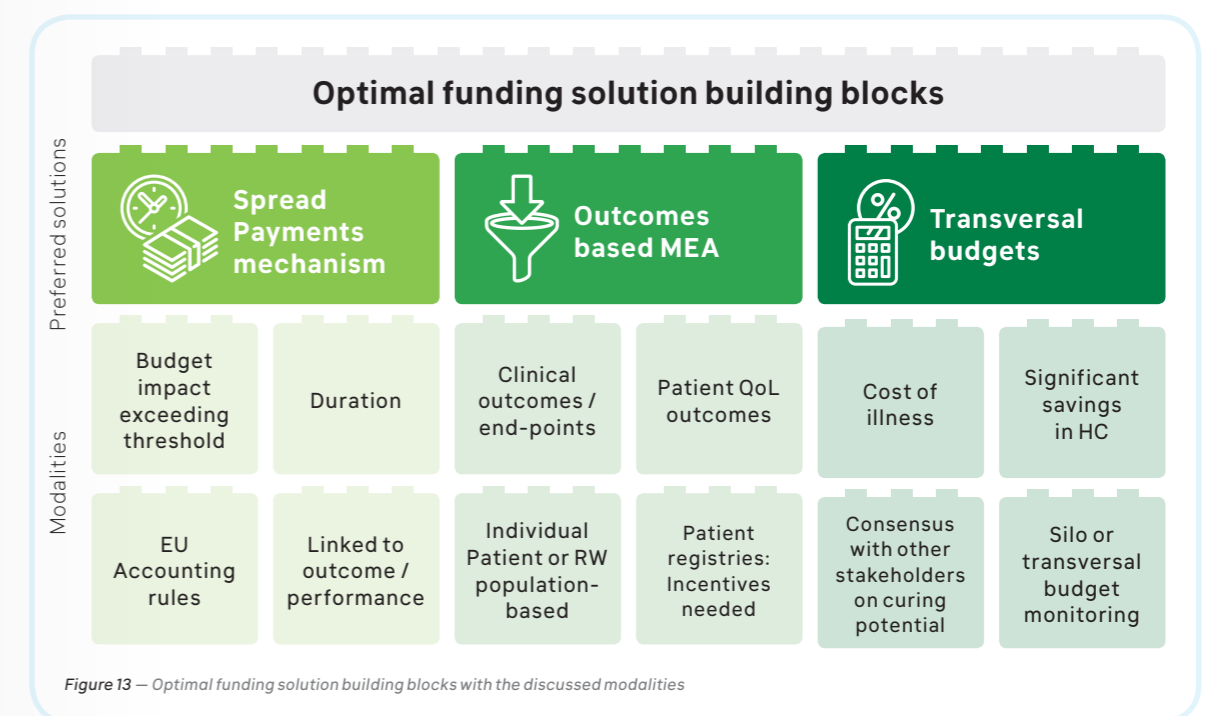 Optimal funding solution building blocks
Preferred solutions
Spread
Payments
mechanism
Outcomes
based MEA
%
Transversal
budgets
Modalities
Budget
impact
exceeding
threshold
Duration
Clinical
outcomes /
end-points
Patient QoL
outcomes
Cost of
illness
Significant
savings
in HC
EU
Accounting
rules
Linked to
outcome /
performance
Individual
Patient or RW
population-
based
Patient
registries:
Incentives
needed
Consensus
with other
stakeholders
on curing
potential
Silo or
transversal
budget
monitoring
Figure 13 — Optimal funding solution building blocks with the discussed modalities